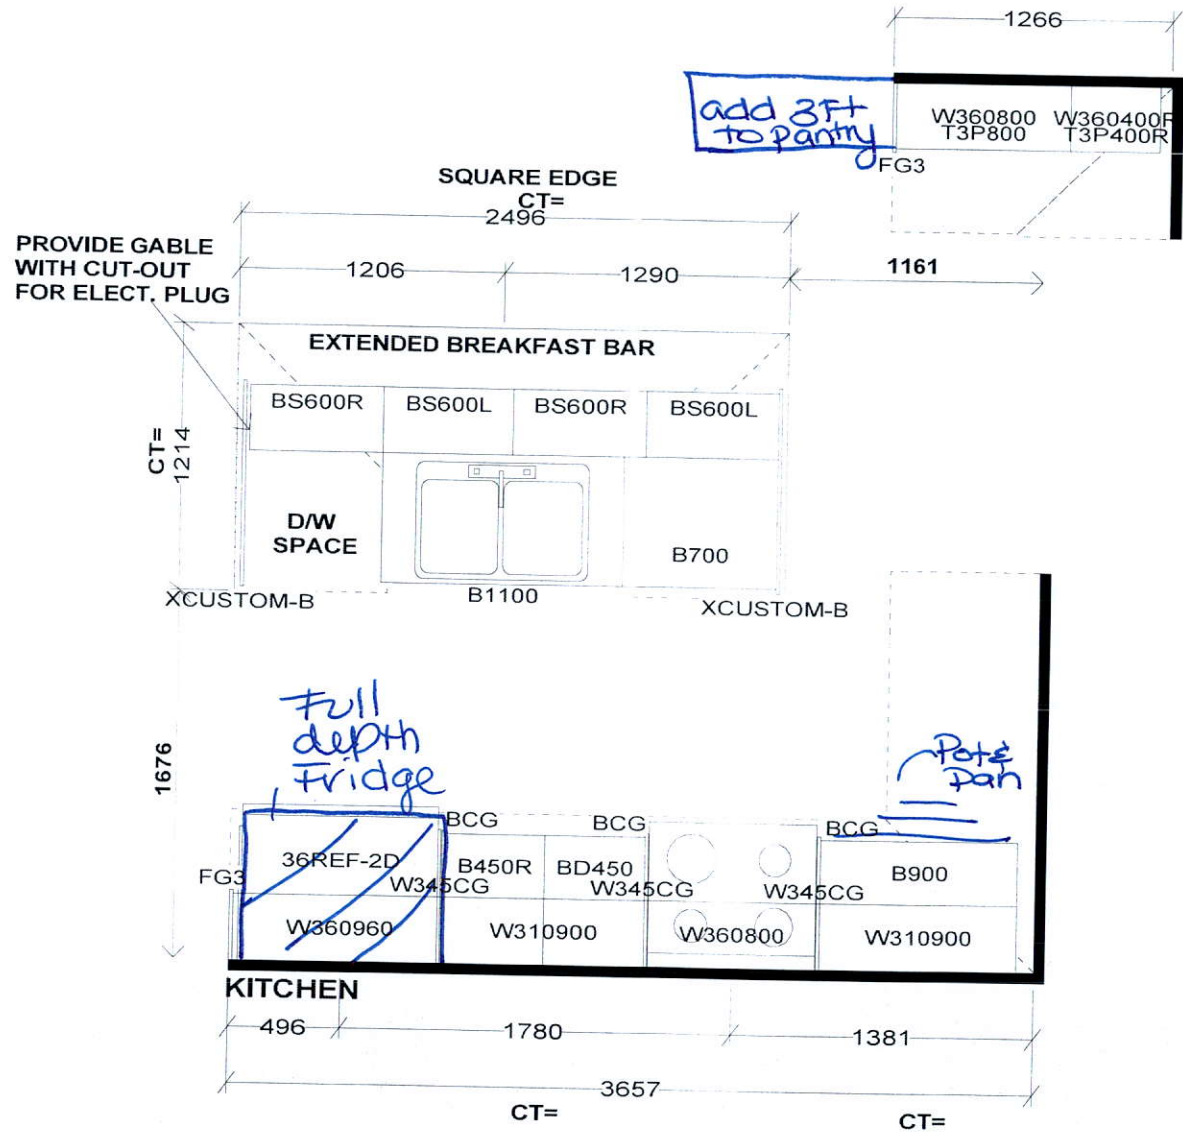 1266
add 3Ft
to pantry
W360800 W360400R
T3P800 T3P400R
FG3
SQUARE EDGE
CT=
2496
PROVIDE GABLE
WITH CUT-OUT
FOR ELECT. PLUG
1206 1290 1161
EXTENDED BREAKFAST BAR
BS600R BS600L BS600R BS600L
CT=
1214
D/W
SPACE
B700
XCUSTOM-B B1100 XCUSTOM-B
1676
Full
depth
Fridge
Pot &
Pan
BCG BCG BCG
36REF-2D B450R BD450 B900
FG3 W345CG W345CG W345CG
W360960 W310900 W360800 W310900
KITCHEN
496 1780 1381
3657
CT= CT=